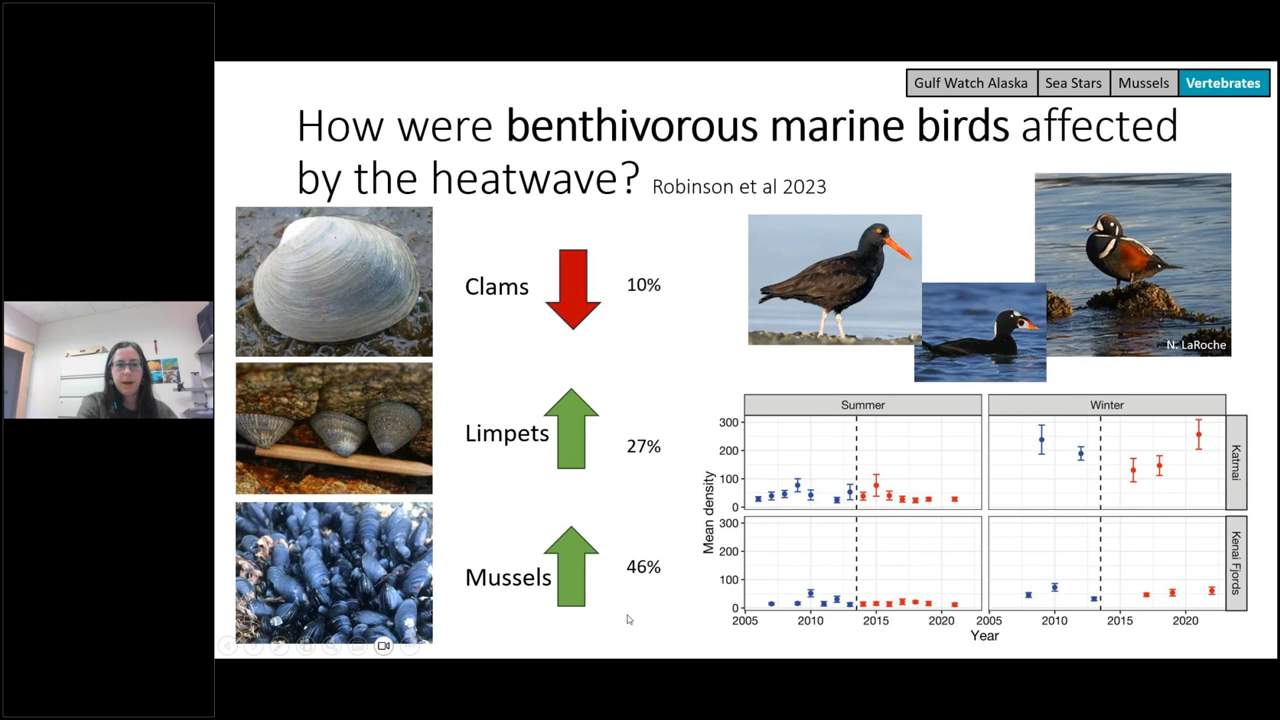 Gulf Watch Alaska Sea Stars Mussels Vertebrates
How were benthivorous marine birds affected
by the heatwave? Robinson et al 2023
Clams 10%
Limpets 27%
Mussels 46%
N. LaRoche
Summer Winter
Mean density
300
200
100
0
Katmai
300
200
100
0
Kenai Fjords
2005 2010 2015 2020 2005 2010 2015 2020
Year